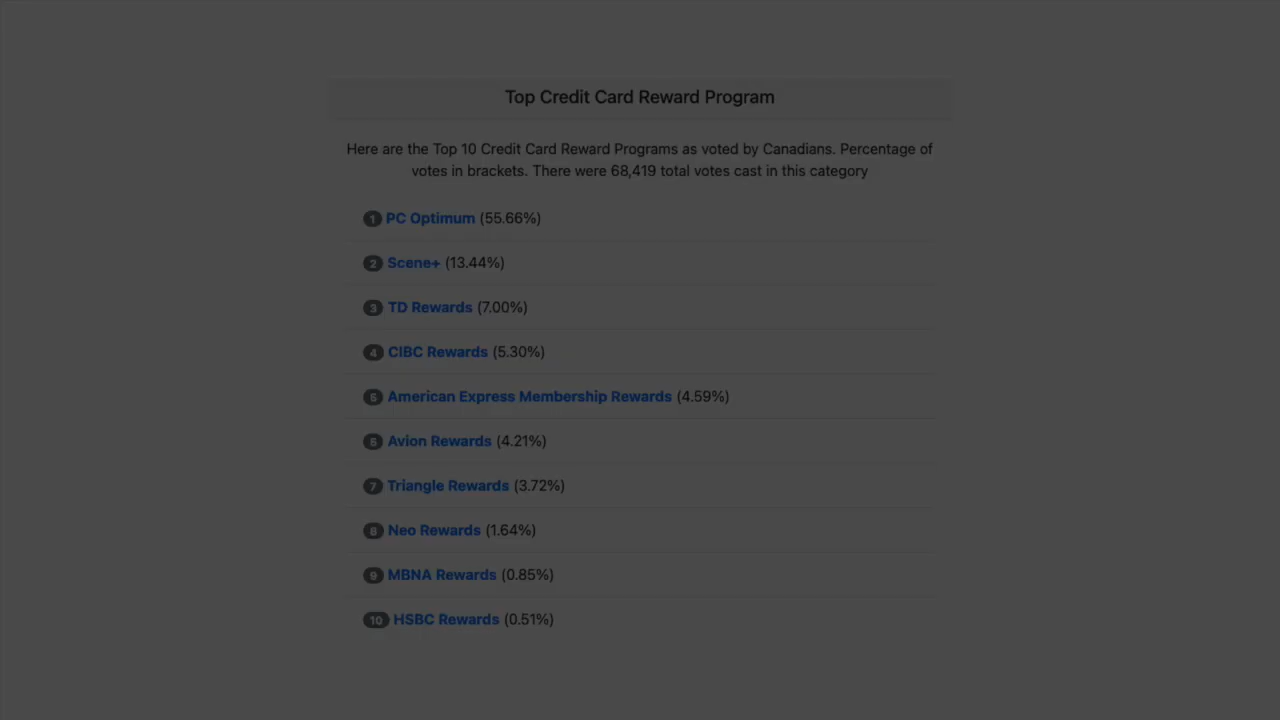 Top Credit Card Reward Program
Here are the Top 10 Credit Card Reward Programs as voted by Canadians. Percentage of
votes in brackets. There were 68,419 total votes cast in this category
1 PC Optimum (55.66%)
2 Scene+ (13.44%)
3 TD Rewards (7.00%)
4 CIBC Rewards (5.30%)
5 American Express Membership Rewards (4.59%)
6 Avion Rewards (4.21%)
7 Triangle Rewards (3.72%)
8 Neo Rewards (1.64%)
9 MBNA Rewards (0.85%)
10 HSBC Rewards (0.51%)